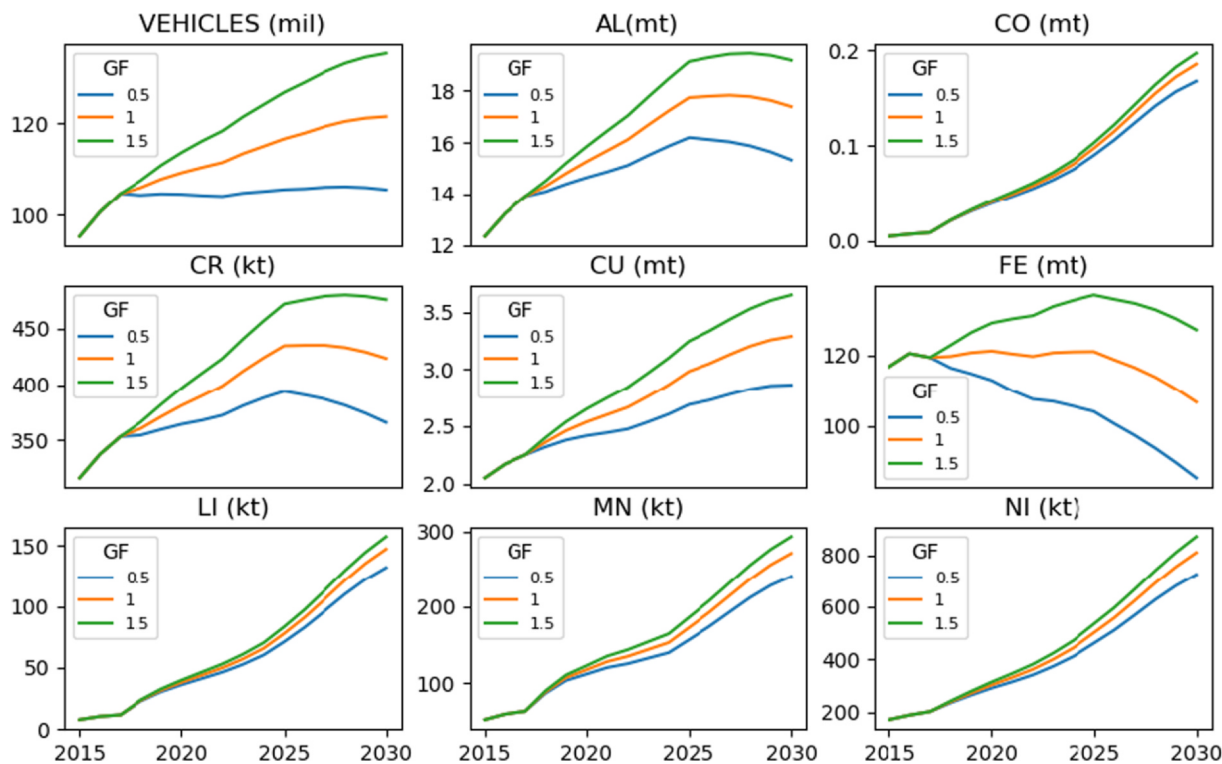 VEHICLES (mil)
AL(mt)
CO (mt)
GF
0.5
1
1.5
120
100
GF
0.5
1
1.5
18
16
14
12
GF
0.5
1
1.5
0.2
0.1
0.0
CR (kt)
CU (mt)
FE (mt)
GF
0.5
1
1.5
450
400
350
GF
0.5
1
1.5
3.5
3.0
2.5
2.0
GF
0.5
1
1.5
120
100
LI (kt)
MN (kt)
NI (kt)
GF
0.5
1
1.5
150
100
50
0
2015 2020 2025 2030
GF
0.5
1
1.5
300
200
100
2015 2020 2025 2030
GF
0.5
1
1.5
800
600
400
200
2015 2020 2025 2030